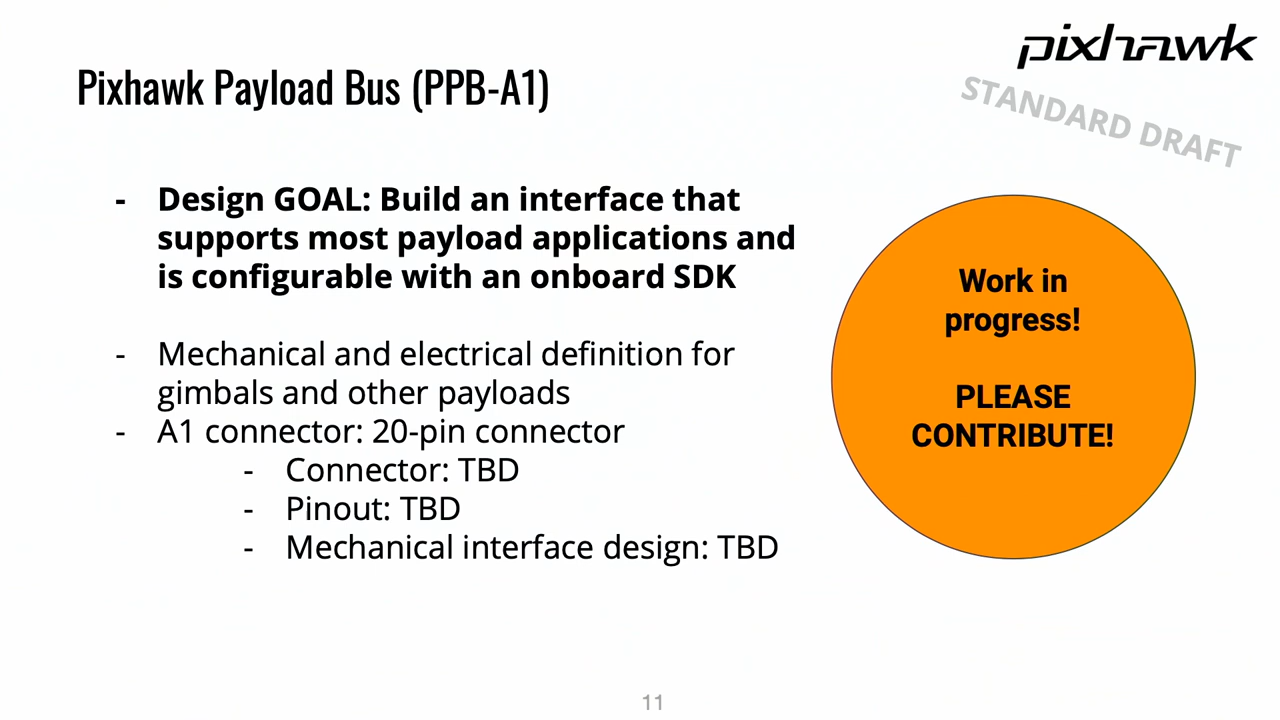 pixhawk
Pixhawk Payload Bus (PPB-A1)
STANDARD DRAFT
- Design GOAL: Build an interface that
supports most payload applications and
is configurable with an onboard SDK
- Mechanical and electrical definition for
gimbals and other payloads
- A1 connector: 20-pin connector
- Connector: TBD
- Pinout: TBD
- Mechanical interface design: TBD
Work in
progress!
PLEASE
CONTRIBUTE!
11